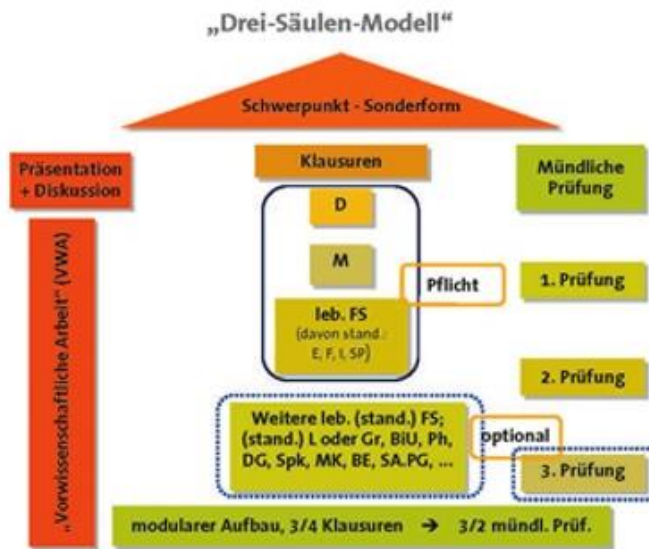 „Drei-Säulen-Modell“
Schwerpunkt - Sonderform
Präsentation
+ Diskussion
„Vorwissenschaftliche Arbeit“ (VWA)
Klausuren
D
M
leb. FS
(davon stand.:
E, F, I, SP)
Pflicht
Weitere leb. (stand.) FS;
(stand.) L oder Gr, BiU, Ph,
DG, Spk, MK, BE, SA.PG, ...
optional
Mündliche
Prüfung
1. Prüfung
2. Prüfung
3. Prüfung
modularer Aufbau, 3/4 Klausuren → 3/2 mündl. Prüf.